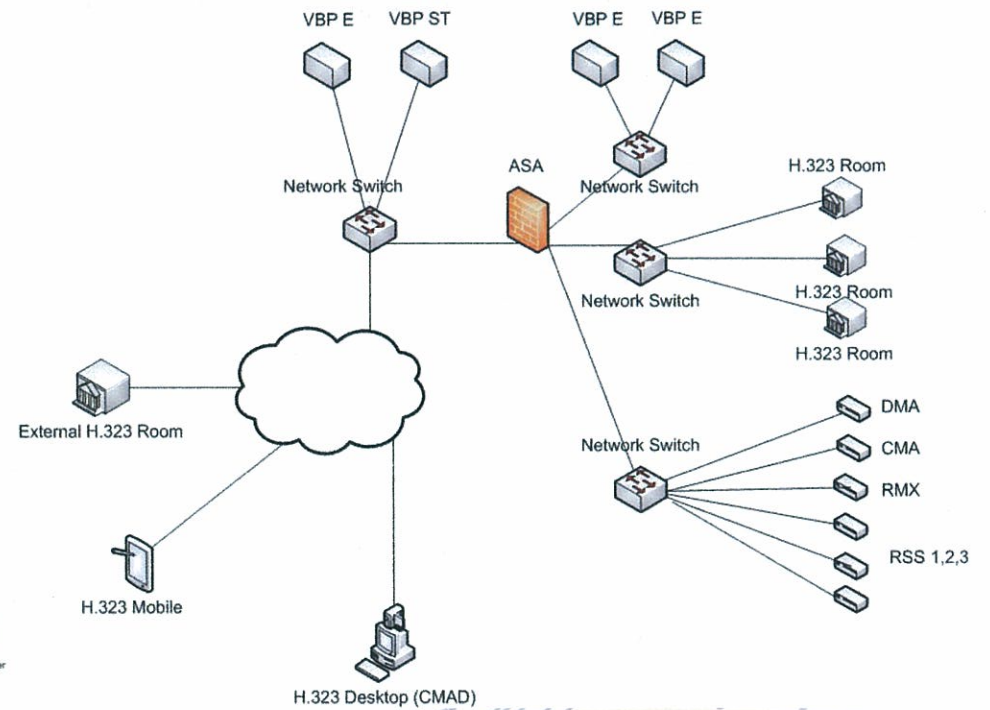 VBP E
VBP ST
VBP E
VBP E
Network Switch
ASA
Network Switch
H.323 Room
Network Switch
H.323 Room
H.323 Room
External H.323 Room
Network Switch
DMA
CMA
RMX
RSS 1,2,3
H.323 Mobile
H.323 Desktop (CMAD)